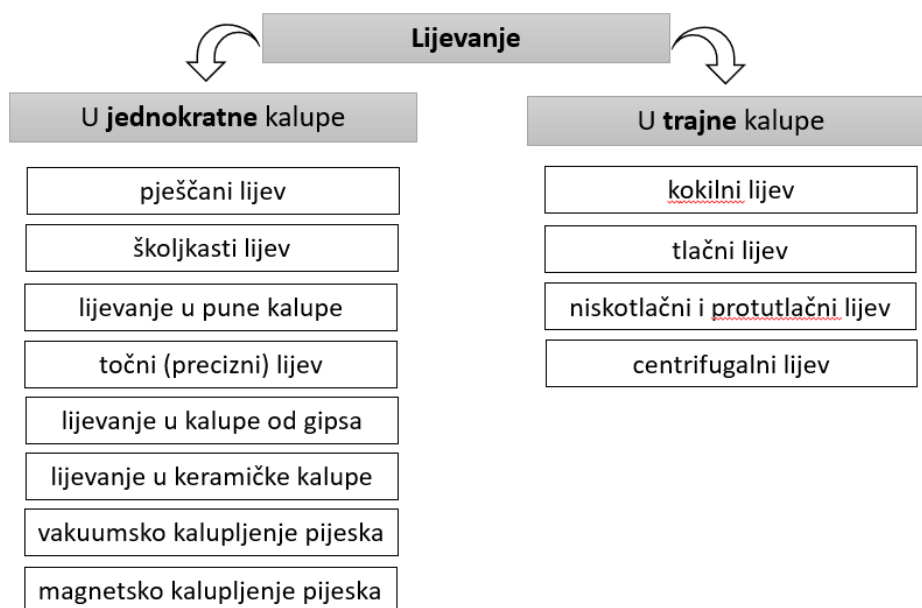 Lijevanje
U jednokratne kalupe
pješčani lijev
školjkasti lijev
lijevanje u pune kalupe
točni (precizni) lijev
lijevanje u kalupe od gipsa
lijevanje u keramičke kalupe
vakuumsko kalupljenje pijeska
magnetsko kalupljenje pijeska
U trajne kalupe
kokilni lijev
tlačni lijev
niskotlačni i protutlačni lijev
centrifugalni lijev